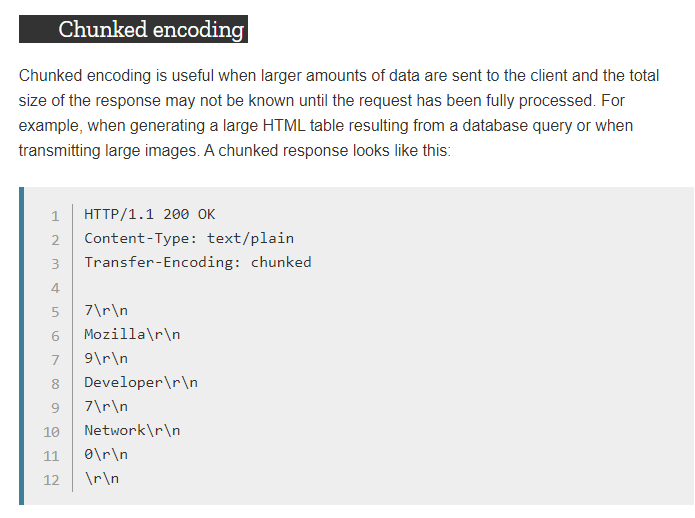 Chunked encoding
Chunked encoding is useful when larger amounts of data are sent to the client and the total
size of the response may not be known until the request has been fully processed. For
example, when generating a large HTML table resulting from a database query or when
transmitting large images. A chunked response looks like this:
1 HTTP/1.1 200 OK
2 Content-Type: text/plain
3 Transfer-Encoding: chunked
4
5 7\r\n
6 Mozilla\r\n
7 9\r\n
8 Developer\r\n
9 7\r\n
10 Network\r\n
11 0\r\n
12 \r\n